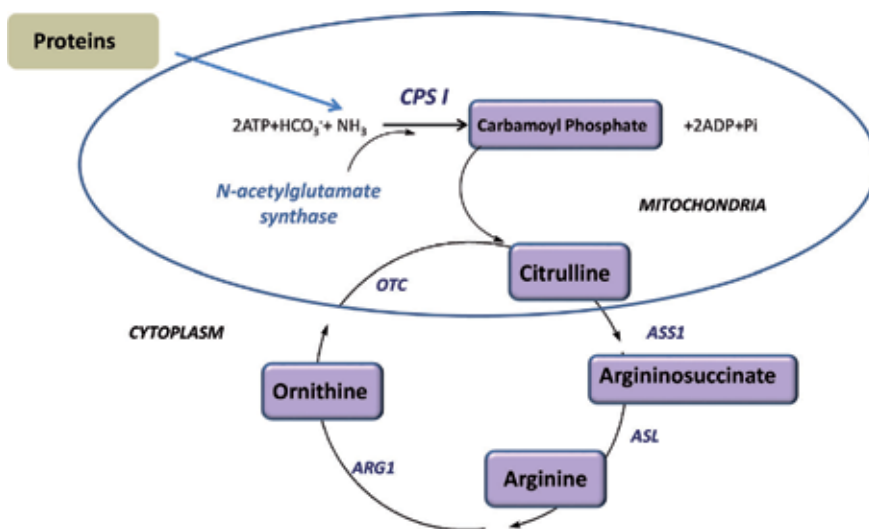 Proteins
CPS I
2ATP+HCO3-+ NH3
Carbamoyl Phosphate
+2ADP+Pi
N-acetylglutamate
synthase
MITOCHONDRIA
OTC
Citrulline
CYTOPLASM
ASS1
Ornithine
Argininosuccinate
ASL
ARG1
Arginine